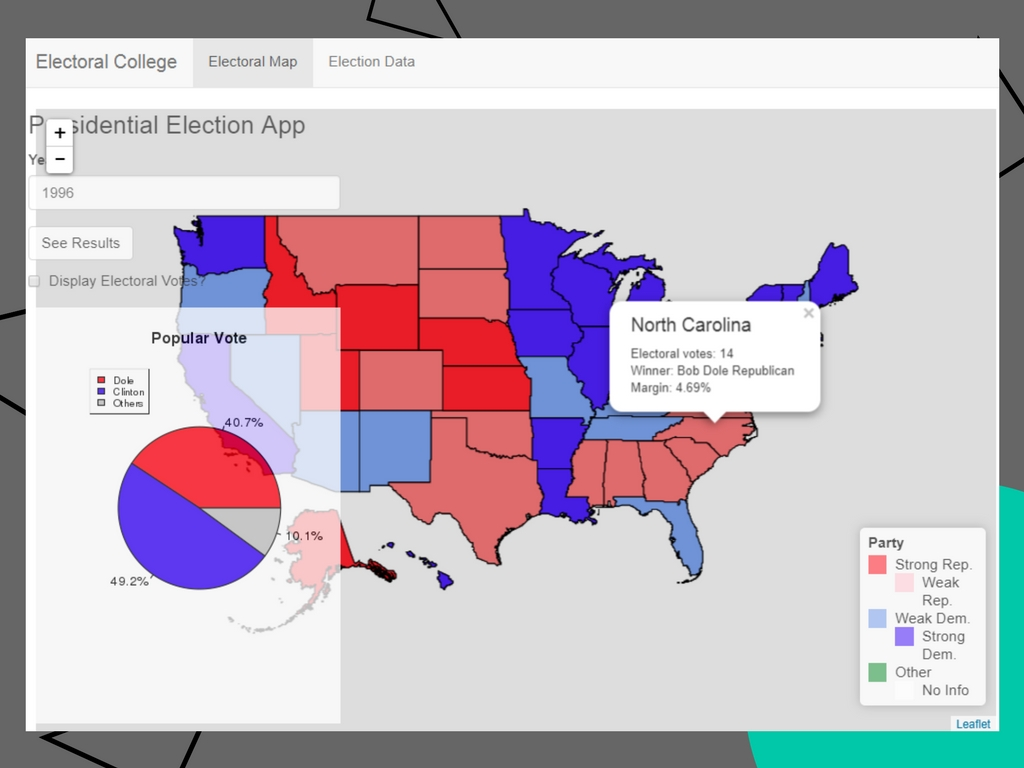 Electoral College
Electoral Map
Election Data
sidential Election App
+
−
1996
See Results
Display Electoral Votes?
Popular Vote
Dole
Clinton
Others
40.7%
10.1%
49.2%
×
North Carolina
Electoral votes: 14
Winner: Bob Dole Republican
Margin: 4.69%
Party
Strong Rep.
Weak
Rep.
Weak Dem.
Strong
Dem.
Other
No Info
Leaflet